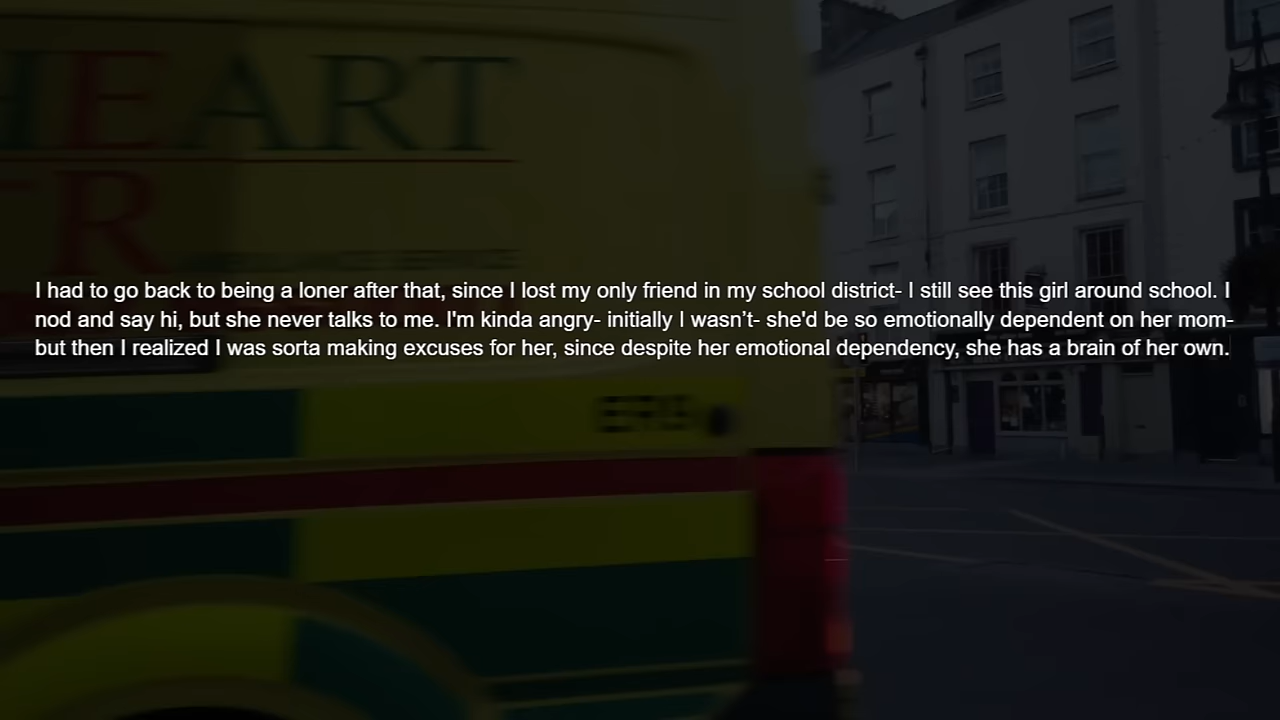 HEART
R
I had to go back to being a loner after that, since I lost my only friend in my school district- I still see this girl around school. I
nod and say hi, but she never talks to me. I'm kinda angry- initially I wasn't- she'd be so emotionally dependent on her mom-
but then I realized I was sorta making excuses for her, since despite her emotional dependency, she has a brain of her own.